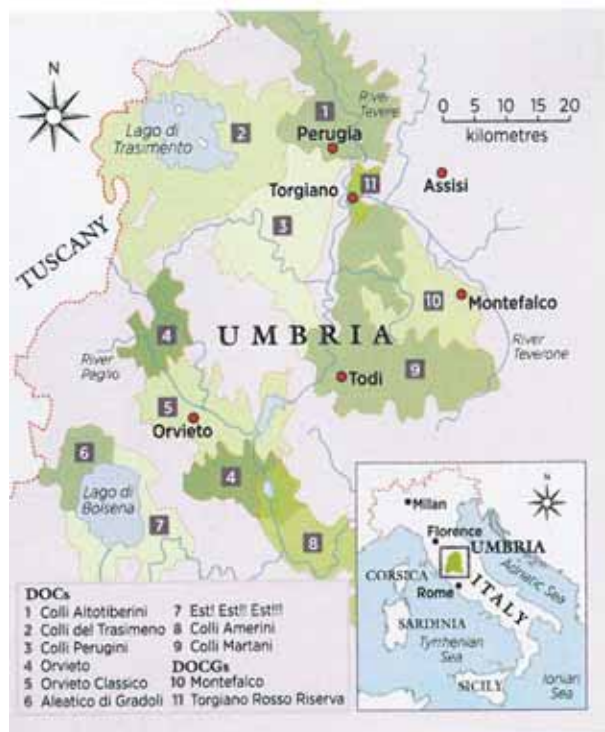 N
Lago di
Trasimento
2
1
Perugia
River
Tevere
0 5 10 15 20
kilometres
11
Assisi
Torgiano
3
TUSCANY
10
Montefalco
4
UMBRIA
River
Teverone
River
Paglio
9
Todi
5
Orvieto
6
4
Lago di
Bolsena
7
8
DOCs
1 Colli Altotiberini
2 Colli del Trasimeno
3 Colli Perugini
4 Orvieto
5 Orvieto Classico
6 Aleatico di Gradoli
7 Est! Est!! Est!!!
8 Colli Amerini
9 Colli Martani
DOCGs
10 Montefalco
11 Torgiano Rosso Riserva
N
Milan
Florence
UMBRIA
CORSICA
Adriatic Sea
Rome
ITALY
SARDINIA
Tyrrhenian
Sea
SICILY
Ionian
Sea